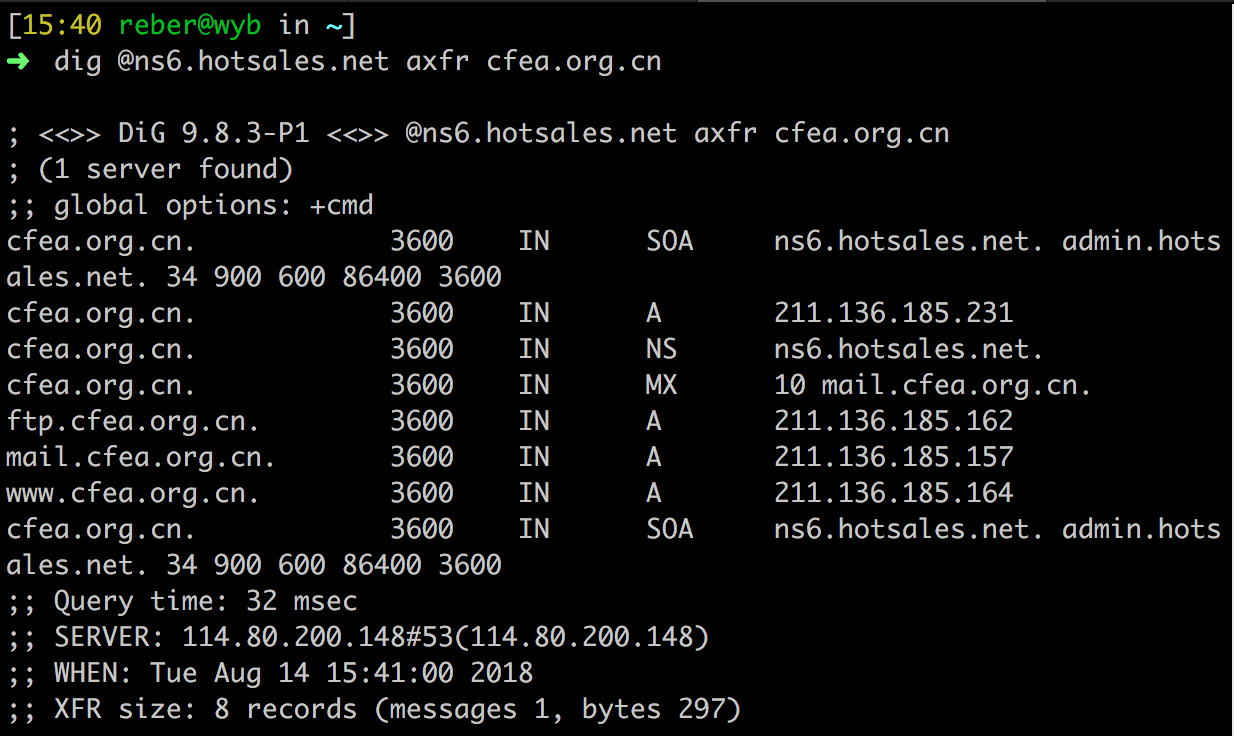 [15:40 reber@wyb in ~]
➜ dig @ns6.hotsales.net axfr cfea.org.cn
; <<>> DiG 9.8.3-P1 <<>> @ns6.hotsales.net axfr cfea.org.cn
; (1 server found)
;; global options: +cmd
cfea.org.cn. 3600 IN SOA ns6.hotsales.net. admin.hots
ales.net. 34 900 600 86400 3600
cfea.org.cn. 3600 IN A 211.136.185.231
cfea.org.cn. 3600 IN NS ns6.hotsales.net.
cfea.org.cn. 3600 IN MX 10 mail.cfea.org.cn.
ftp.cfea.org.cn. 3600 IN A 211.136.185.162
mail.cfea.org.cn. 3600 IN A 211.136.185.157
www.cfea.org.cn. 3600 IN A 211.136.185.164
cfea.org.cn. 3600 IN SOA ns6.hotsales.net. admin.hots
ales.net. 34 900 600 86400 3600
;; Query time: 32 msec
;; SERVER: 114.80.200.148#53(114.80.200.148)
;; WHEN: Tue Aug 14 15:41:00 2018
;; XFR size: 8 records (messages 1, bytes 297)